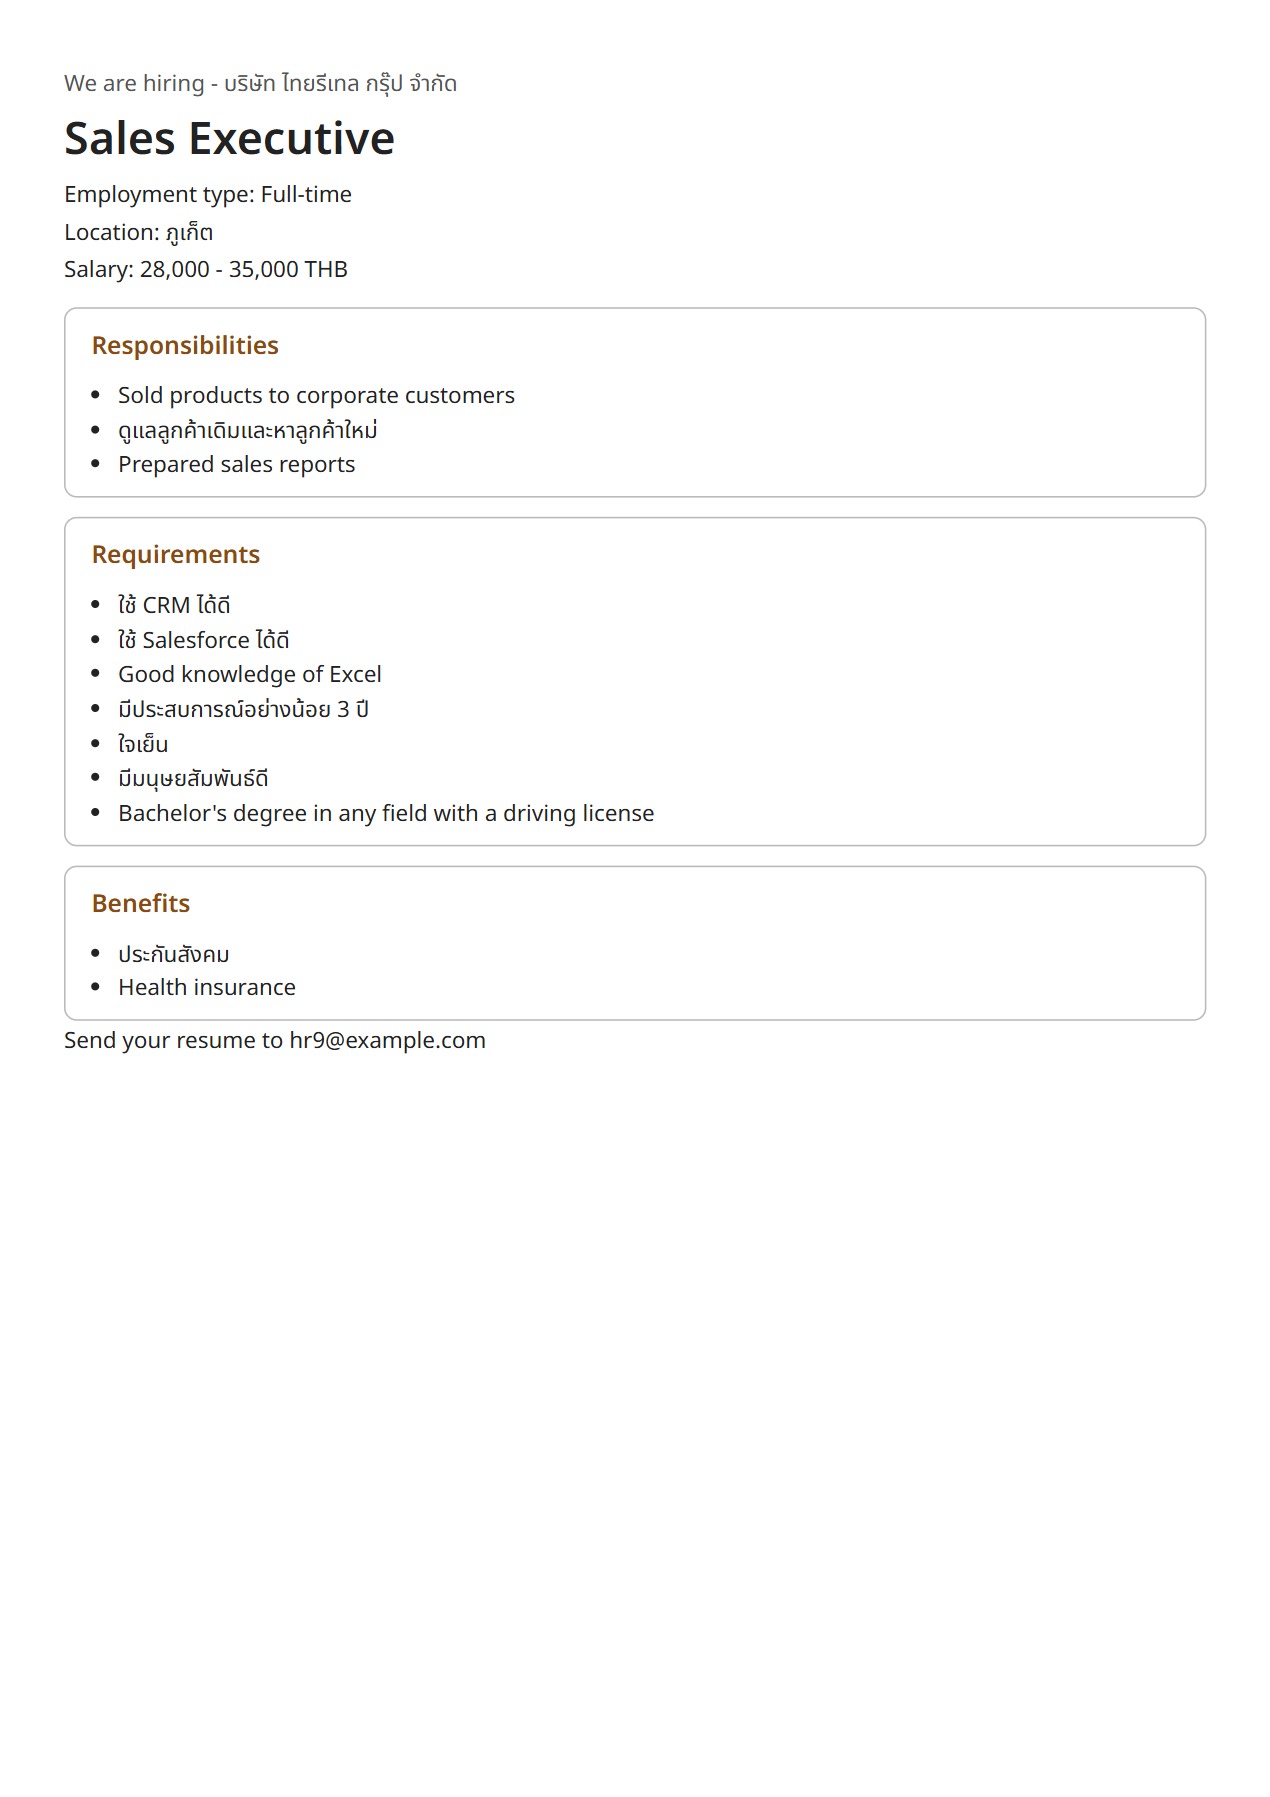 We are hiring - บริษัท ไทยรีเทล กรุ๊ป จำกัด
Sales Executive
Employment type: Full-time
Location: ภูเก็ต
Salary: 28,000 - 35,000 THB
Responsibilities
• Sold products to corporate customers
• ดูแลลูกค้าเดิมและหาลูกค้าใหม่
• Prepared sales reports
Requirements
• ใช้ CRM ได้ดี
• ใช้ Salesforce ได้ดี
• Good knowledge of Excel
• มีประสบการณ์อย่างน้อย 3 ปี
• ใจเย็น
• มีมนุษยสัมพันธ์ดี
• Bachelor's degree in any field with a driving license
Benefits
• ประกันสังคม
• Health insurance
Send your resume to hr9@example.com